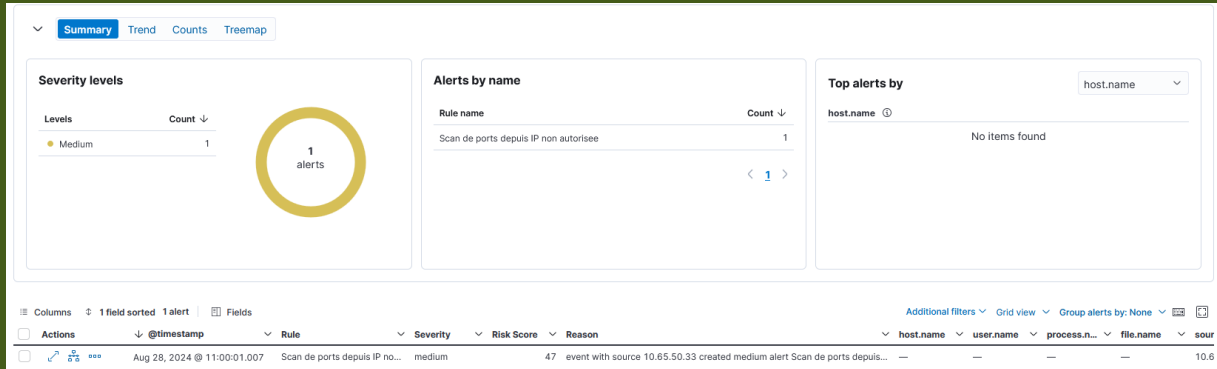 Summary Trend Counts Treemap
Severity levels
Levels Count
Medium 1
1
alerts
Alerts by name
Rule name Count
Scan de ports depuis IP non autorisee 1
1
Top alerts by host.name
host.name
No items found
Columns 1 field sorted 1 alert Fields Additional filters Grid view Group alerts by: None
Actions @timestamp Rule Severity Risk Score Reason host.name user.name process.n... file.name sour
Aug 28, 2024 @ 11:00:01.007 Scan de ports depuis IP no... medium 47 event with source 10.65.50.33 created medium alert Scan de ports depuis... — — — — 10.6